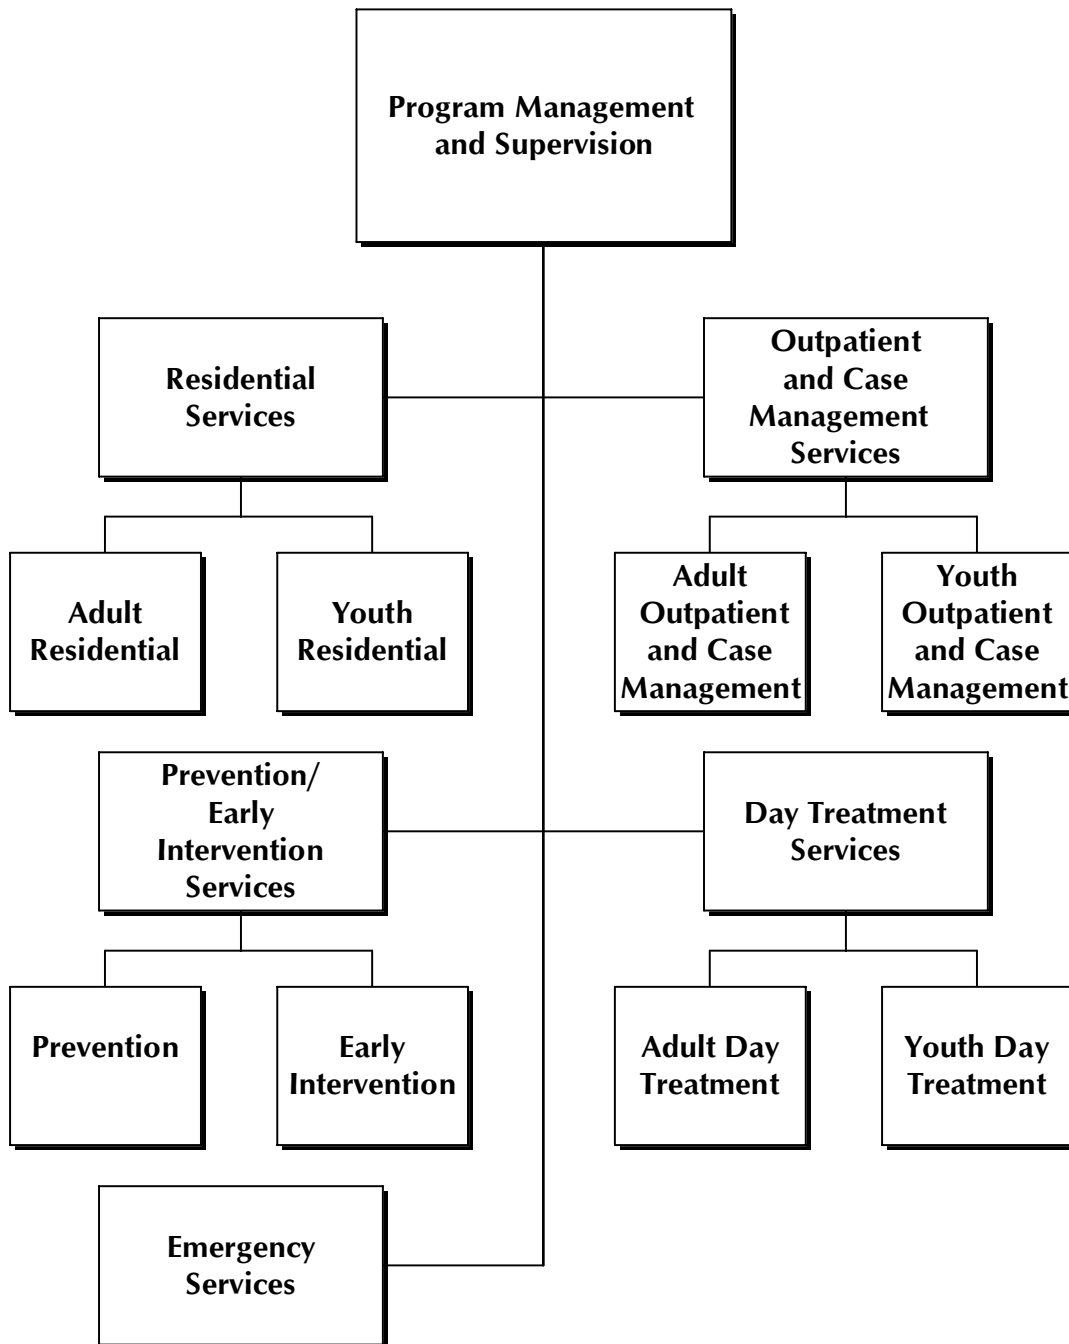 Program Management
and Supervision
Residential
Services
Outpatient
and Case
Management
Services
Adult
Residential
Youth
Residential
Adult
Outpatient
and Case
Management
Youth
Outpatient
and Case
Management
Prevention/
Early
Intervention
Services
Day Treatment
Services
Prevention
Early
Intervention
Adult Day
Treatment
Youth Day
Treatment
Emergency
Services